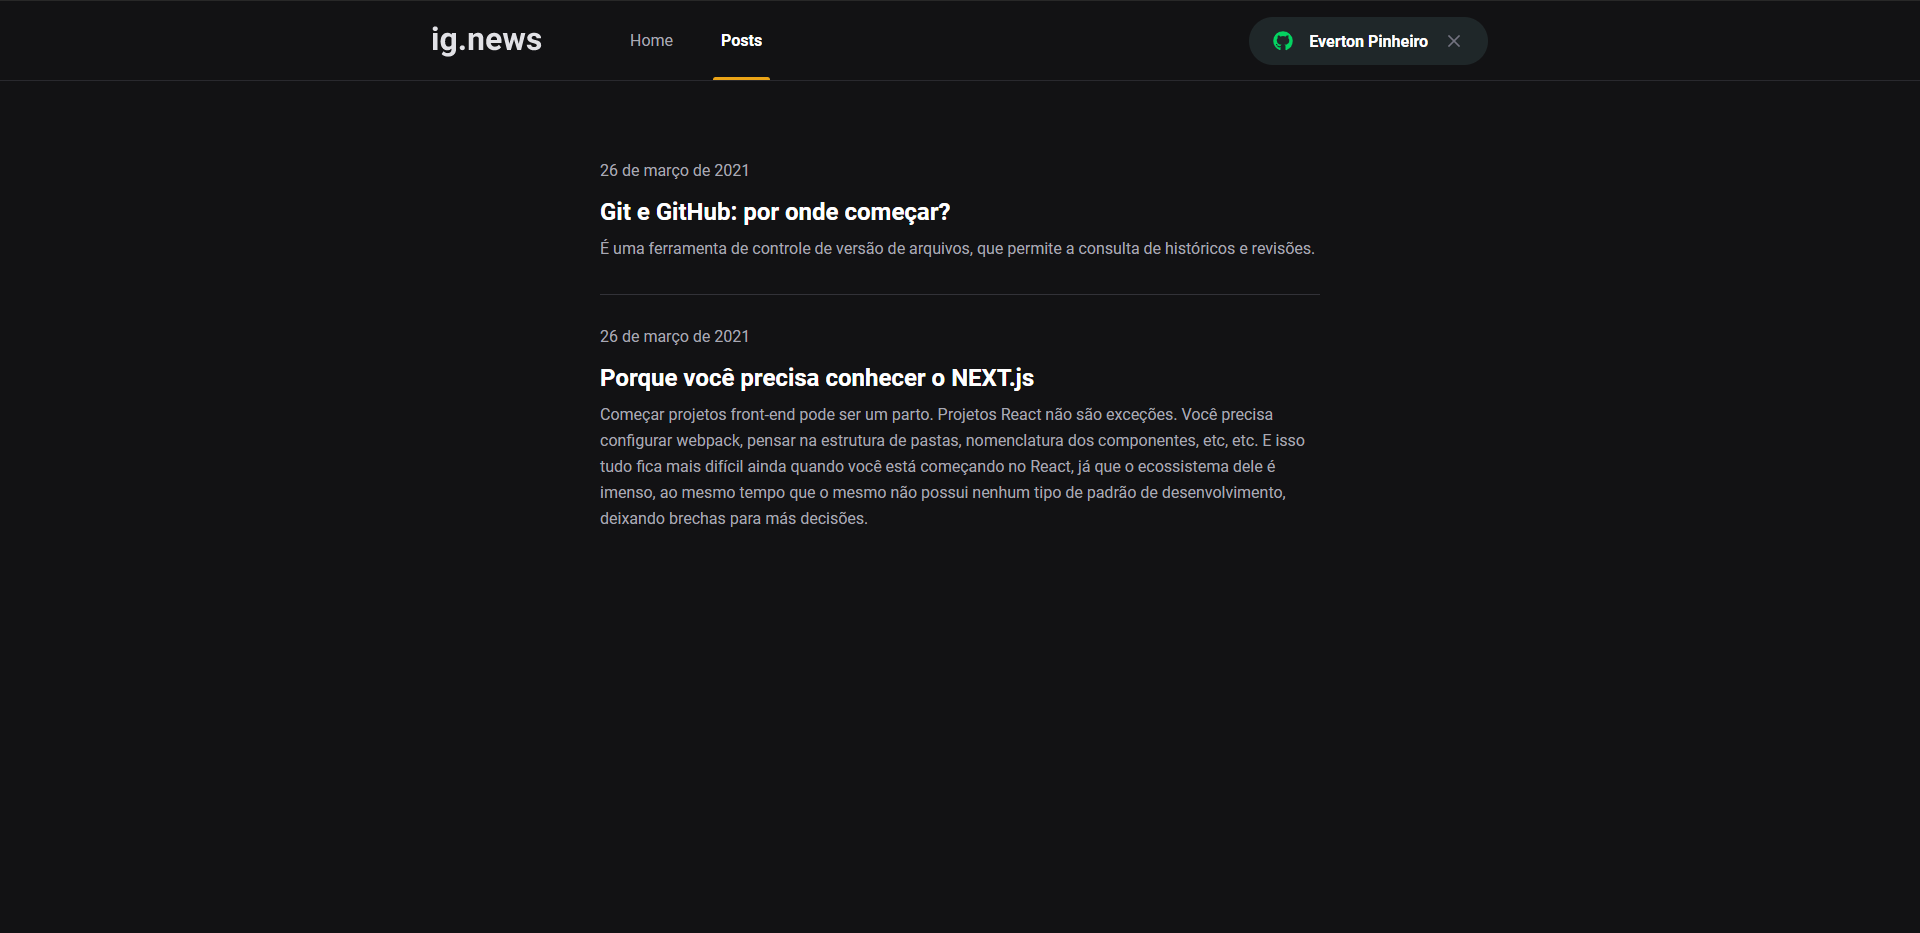 ig.news
Home
Posts
Everton Pinheiro
26 de março de 2021
Git e GitHub: por onde começar?
É uma ferramenta de controle de versão de arquivos, que permite a consulta de históricos e revisões.
26 de março de 2021
Porque você precisa conhecer o NEXT.js
Começar projetos front-end pode ser um parto. Projetos React não são exceções. Você precisa
configurar webpack, pensar na estrutura de pastas, nomenclatura dos componentes, etc, etc. E isso
tudo fica mais difícil ainda quando você está começando no React, já que o ecossistema dele é
imenso, ao mesmo tempo que o mesmo não possui nenhum tipo de padrão de desenvolvimento,
deixando brechas para más decisões.